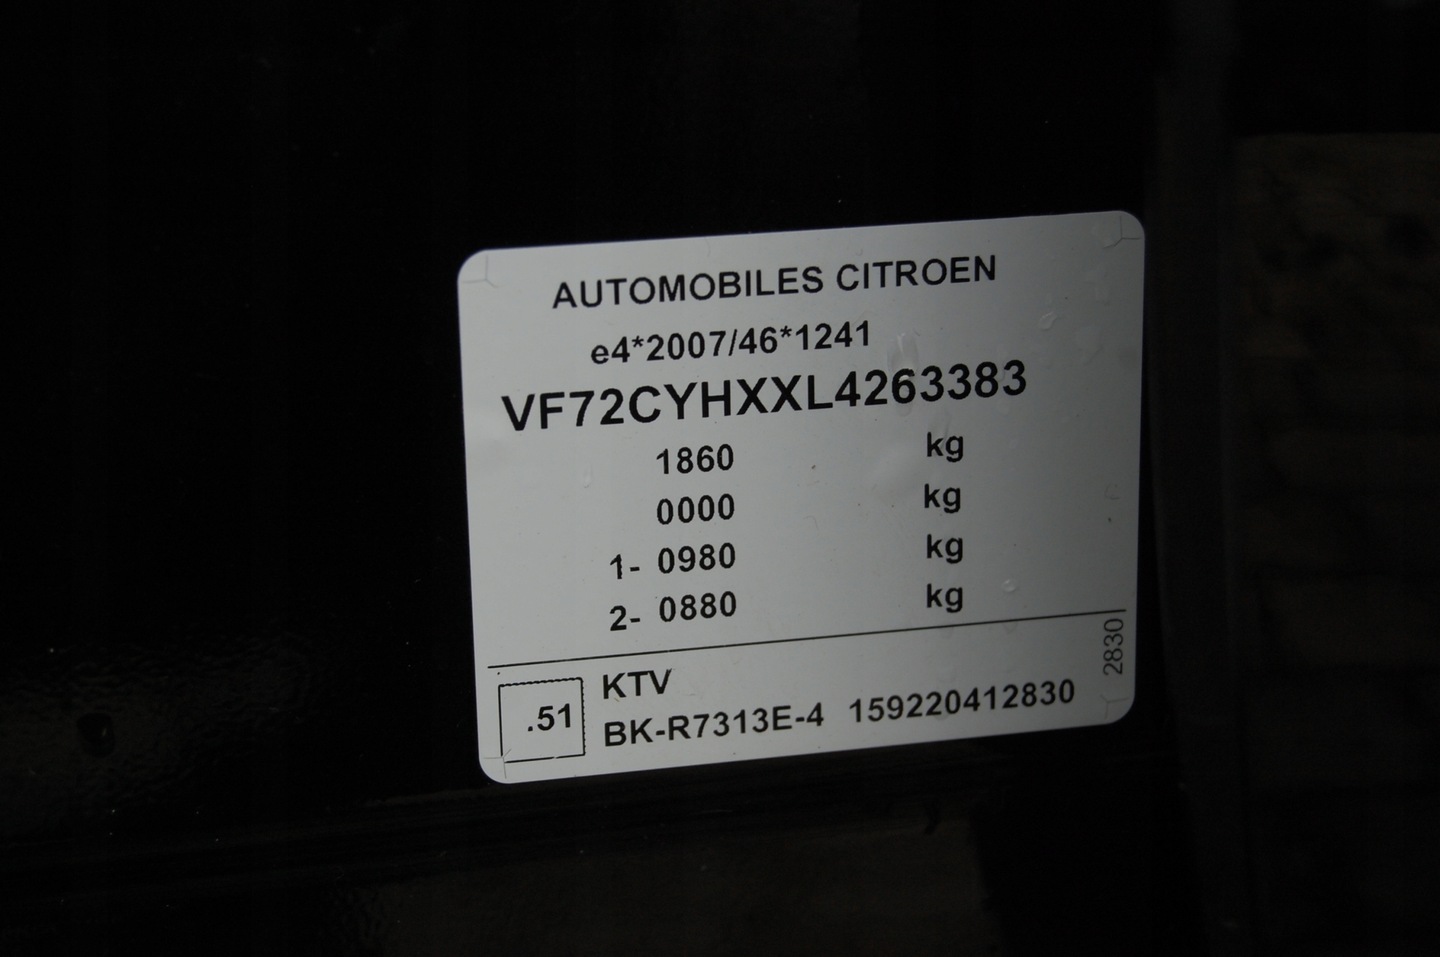 AUTOMOBILES CITROEN
e4*2007/46*1241
VF72CYHXXL4263383
1860 kg
0000 kg
1- 0980 kg
2- 0880 kg
2830
.51
KTV
BK-R7313E-4 159220412830